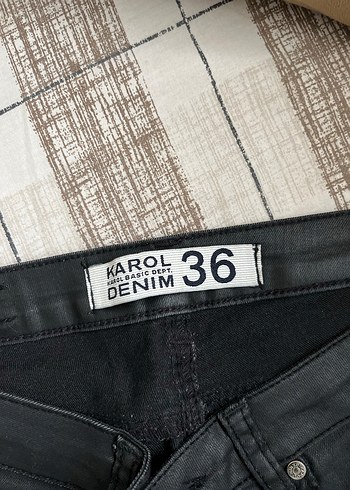 KAROL
KAROL BASIC DEPT.
DENIM
36